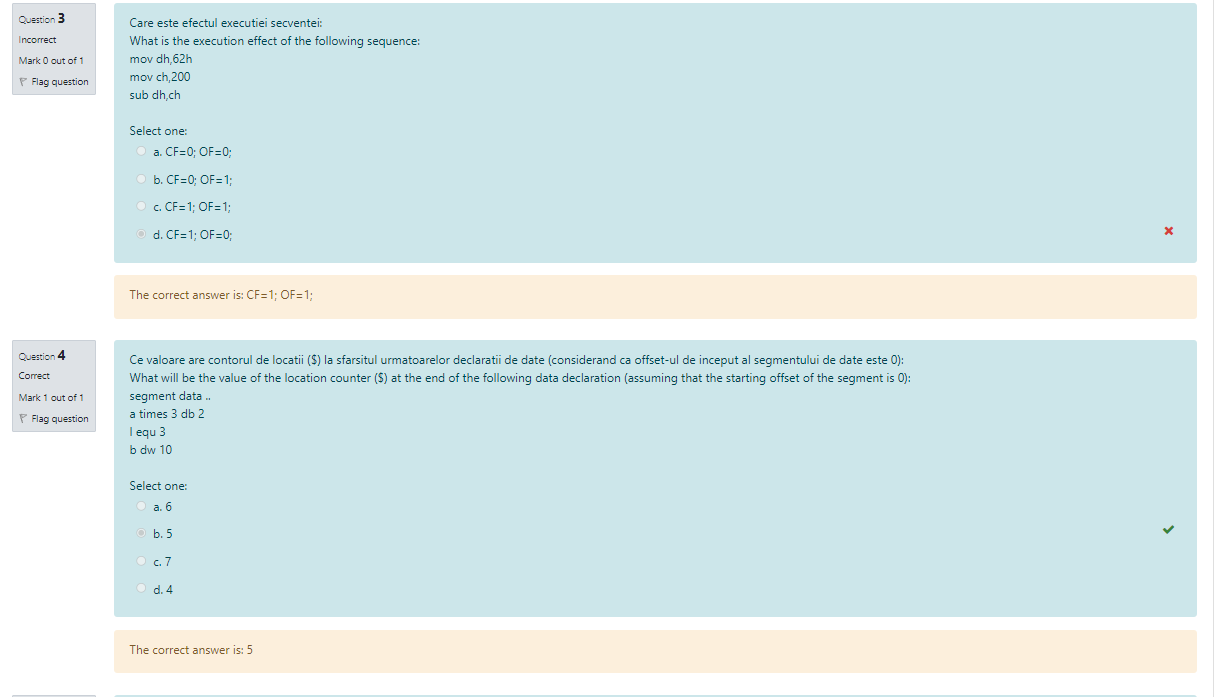 Question 3
Incorrect
Mark 0 out of 1
Flag question
Care este efectul executiei secventei:
What is the execution effect of the following sequence:
mov dh,62h
mov ch,200
sub dh,ch
Select one:
a. CF=0; OF=0;
b. CF=0; OF=1;
c. CF=1; OF=1;
d. CF=1; OF=0;
The correct answer is: CF=1; OF=1;
Question 4
Correct
Mark 1 out of 1
Flag question
Ce valoare are contorul de locatii ($) la sfarsitul urmatoarelor declaratii de date (considerand ca offset-ul de inceput al segmentului de date este 0):
What will be the value of the location counter ($) at the end of the following data declaration (assuming that the starting offset of the segment is 0):
segment data ..
a times 3 db 2
l equ 3
b dw 10
Select one:
a. 6
b. 5
c. 7
d. 4
The correct answer is: 5